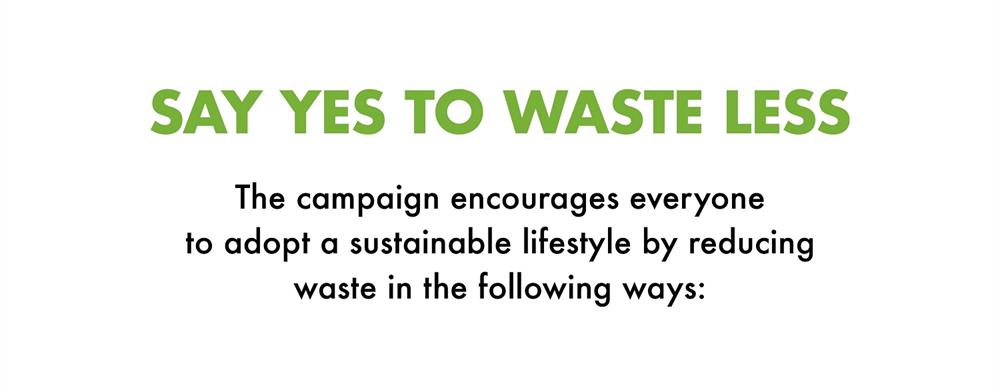 SAY YES TO WASTE LESS
The campaign encourages everyone
to adopt a sustainable lifestyle by reducing
waste in the following ways: